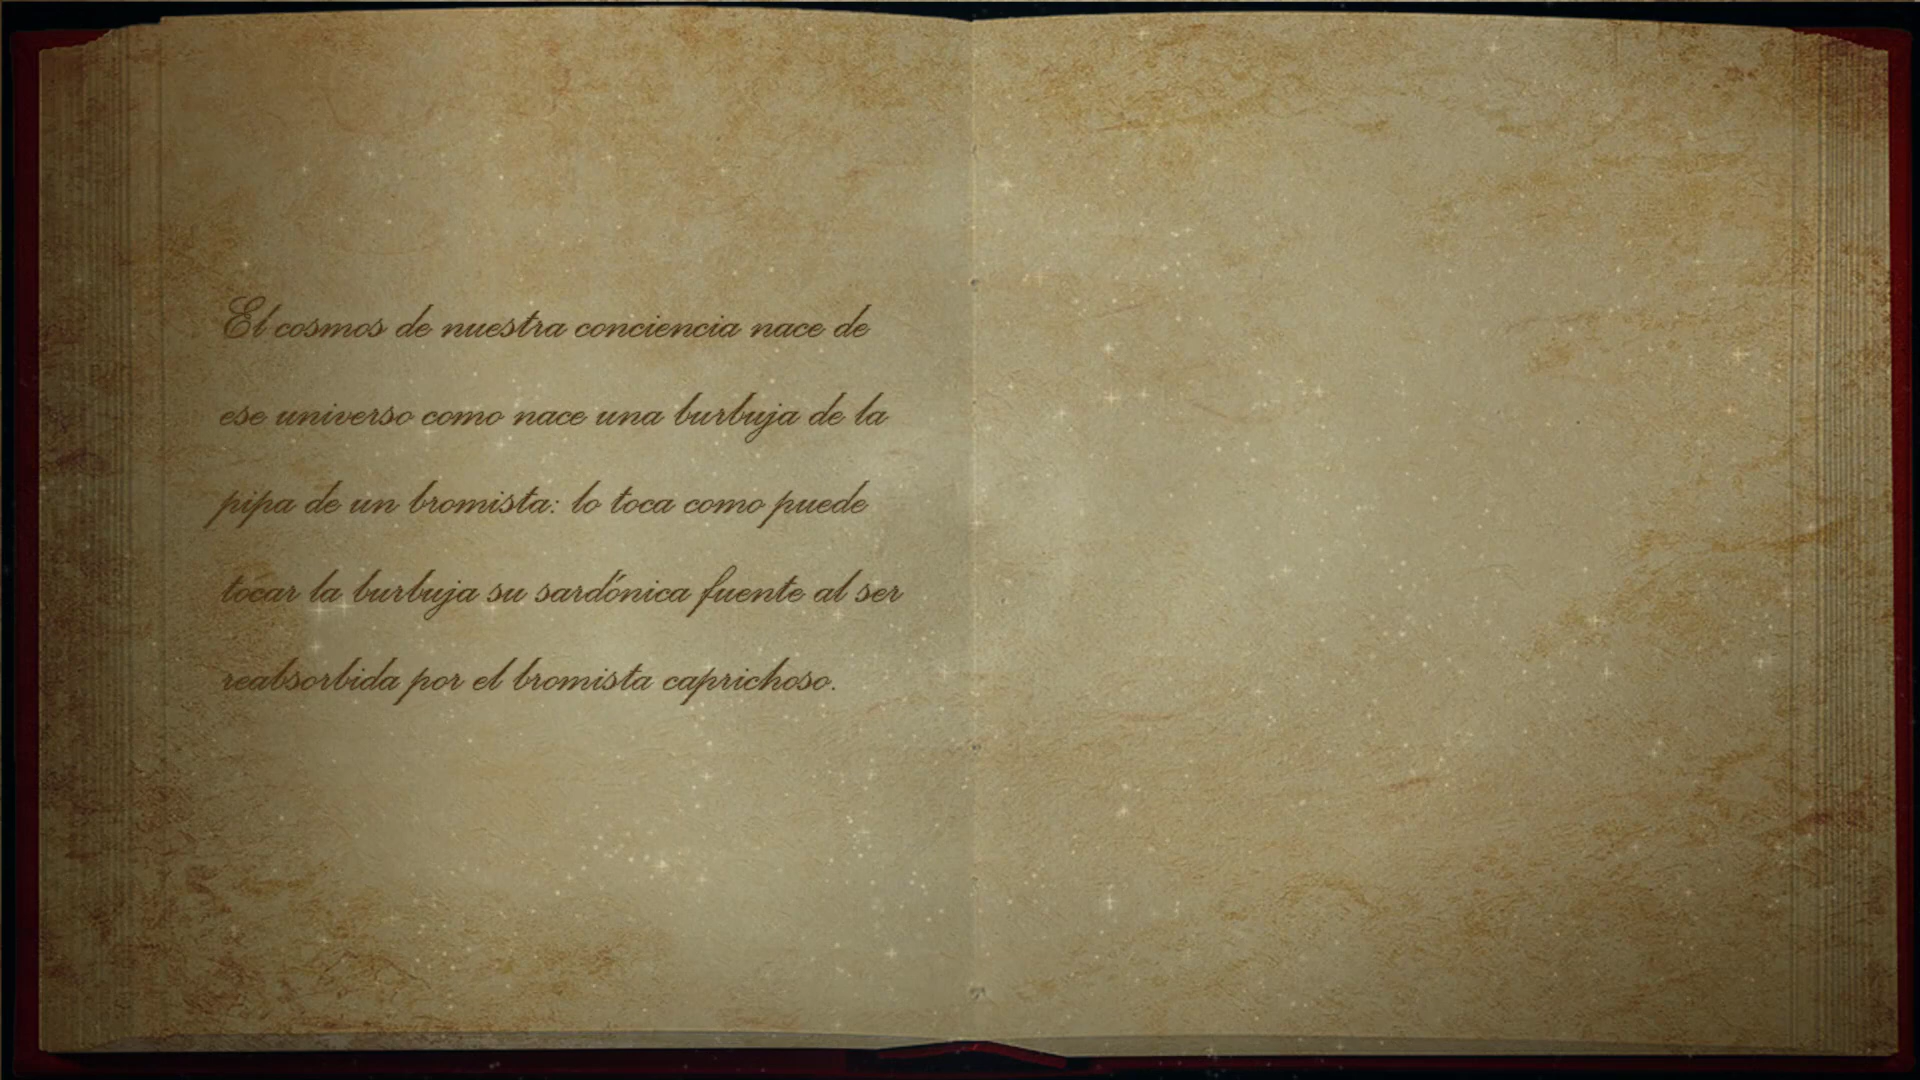 El cosmos de nuestra conciencia nace de
ese universo como nace una burbuja de la
pipa de un bromista: lo toca como puede
tocar la burbuja su sardónica fuente al ser
reabsorbida por el bromista caprichoso.